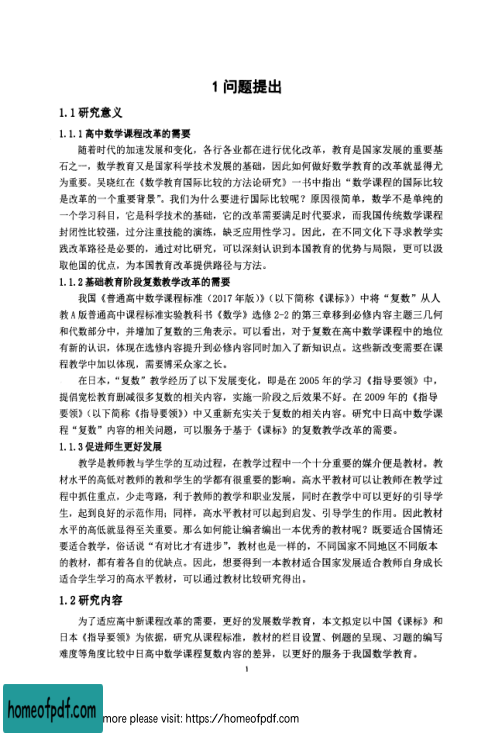 1 问题提出
1.1 研究意义
1.1.1 高中数学课程改革的需要
随着时代的加速发展和变化，各行各业都在进行优化改革，教育是国家发展的重要基
石之一，数学教育又是国家科学技术发展的基础，因此如何做好数学教育的改革就显得尤
为重要。吴晓红在《数学教育国际比较的方法论研究》一书中指出“数学课程的国际比较
是改革的一个重要背景”。我们为什么要进行国际比较呢？原因很简单，数学不是单纯的
一个学习科目，它是科学技术的基础，它的改革需要满足时代要求，而我国传统数学课程
封闭性比较强，过分注重技能的演练，缺乏应用性学习。因此，在不同文化下寻求教学实
践改革路径是必要的，通过对比研究，可以深刻认识到本国教育的优势与局限，更可以汲
取他国的优点，为本国教育改革提供路径与方法。
1.1.2 基础教育阶段复数教学改革的需要
我国《普通高中数学课程标准（2017 年版）》（以下简称《课标》）中将“复数”从人
教 A 版普通高中课程标准实验教科书《数学》选修 2-2 的第三章移到必修内容主题三几何
和代数部分中，并增加了复数的三角表示。可以看出，对于复数在高中数学课程中的地位
有新的认识，体现在选修内容提升到必修内容同时加入了新知识点。这些新改变需要在课
程教学中加以体现，需要博采众家之长。
在日本，“复数”教学经历了以下发展变化，即是在 2005 年的学习《指导要领》中，
提倡宽松教育删减很多复数的相关内容，实施一阶段之后效果不好。在 2009 年的《指导
要领》（以下简称《指导要领》）中又重新充实关于复数的相关内容。研究中日高中数学课
程“复数”内容的相关问题，可以服务于基于《课标》的复数教学改革的需要。
1.1.3 促进师生更好发展
教学是教师教与学生学的互动过程，在教学过程中一个十分重要的媒介便是教材。教
材水平的高低对教师的教和学生的学都有很重要的影响。高水平教材可以让教师在教学过
程中抓住重点，少走弯路，利于教师的教学和职业发展，同时在教学中可以更好的引导学
生，起到良好的示范作用；同样，高水平教材可以起到启发、引导学生的作用。因此教材
水平的高低就显得至关重要。那么如何能让编者编出一本优秀的教材呢？既要适合国情还
要适合教学，俗话说“有对比才有进步”，教材也是一样的，不同国家不同地区不同版本
的教材，都有着各自的优缺点。因此，想要得到一本教材适合国家发展适合教师自身成长
适合学生学习的高水平教材，可以通过教材比较研究得出。
1.2 研究内容
为了适应高中新课程改革的需要，更好的发展数学教育，本文拟定以中国《课标》和
日本《指导要领》为依据，研究从课程标准，教材的栏目设置、例题的呈现、习题的编写
难度等角度比较中日高中数学课程复数内容的差异，以更好的服务于我国数学教育。
1
homeofpdf.com
more please visit: https://homeofpdf.com